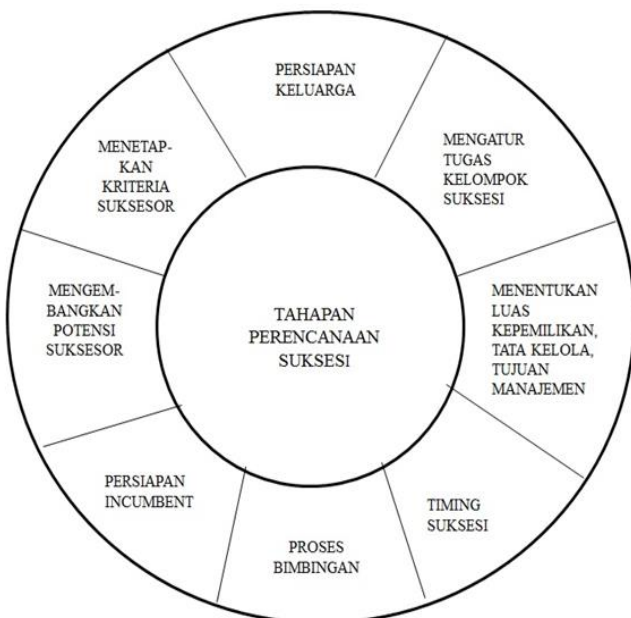 PERSIAPAN
KELUARGA
MENGATUR
TUGAS
KELOMPOK
SUKSESI
MENENTUKAN
LUAS
KEPEMILIKAN,
TATA KELOLA,
TUJUAN
MANAJEMEN
TIMING
SUKSESI
PROSES
BIMBINGAN
PERSIAPAN
INCUMBENT
MENGEM-
BANGKAN
POTENSI
SUKSESOR
MENETAP-
KAN
KRITERIA
SUKSESOR
TAHAPAN
PERENCANAAN
SUKSESI